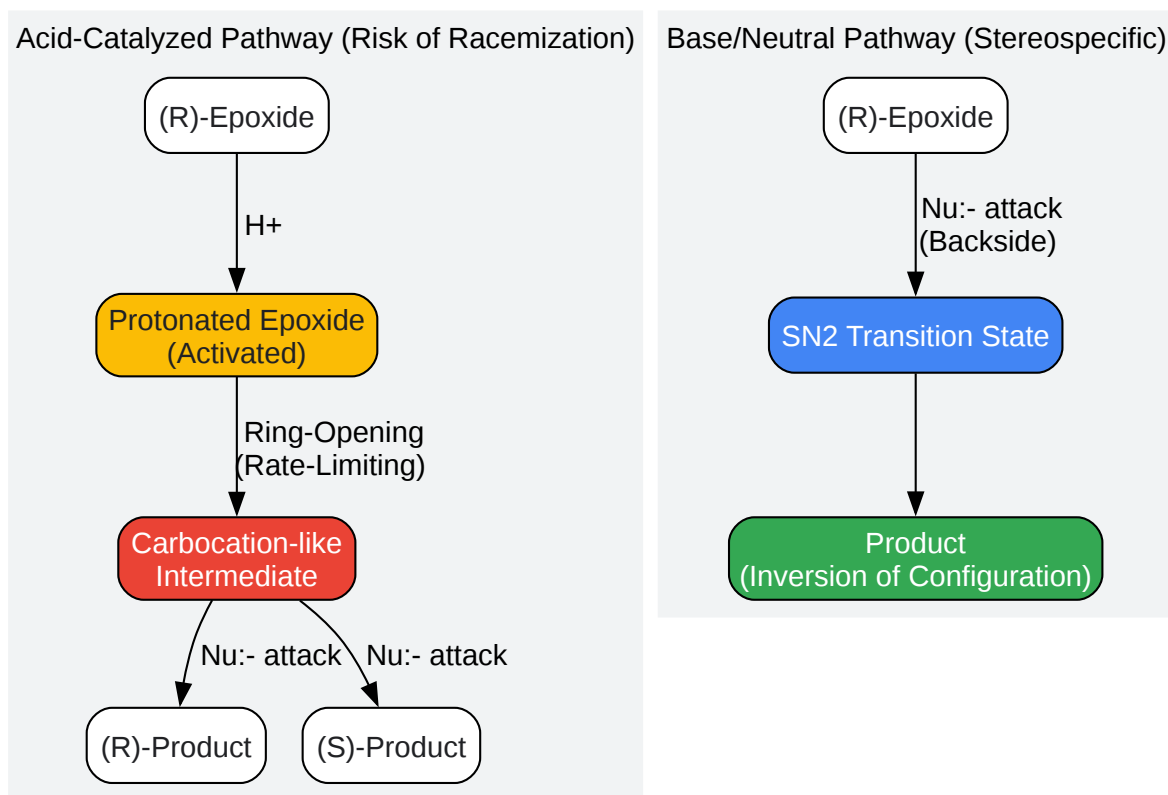 Acid-Catalyzed Pathway (Risk of Racemization)
(R)-Epoxide
H+
Protonated Epoxide
(Activated)
Ring-Opening
(Rate-Limiting)
Carbocation-like
Intermediate
Nu:- attack
Nu:- attack
(R)-Product
(S)-Product
Base/Neutral Pathway (Stereospecific)
(R)-Epoxide
Nu:- attack
(Backside)
SN2 Transition State
Product
(Inversion of Configuration)